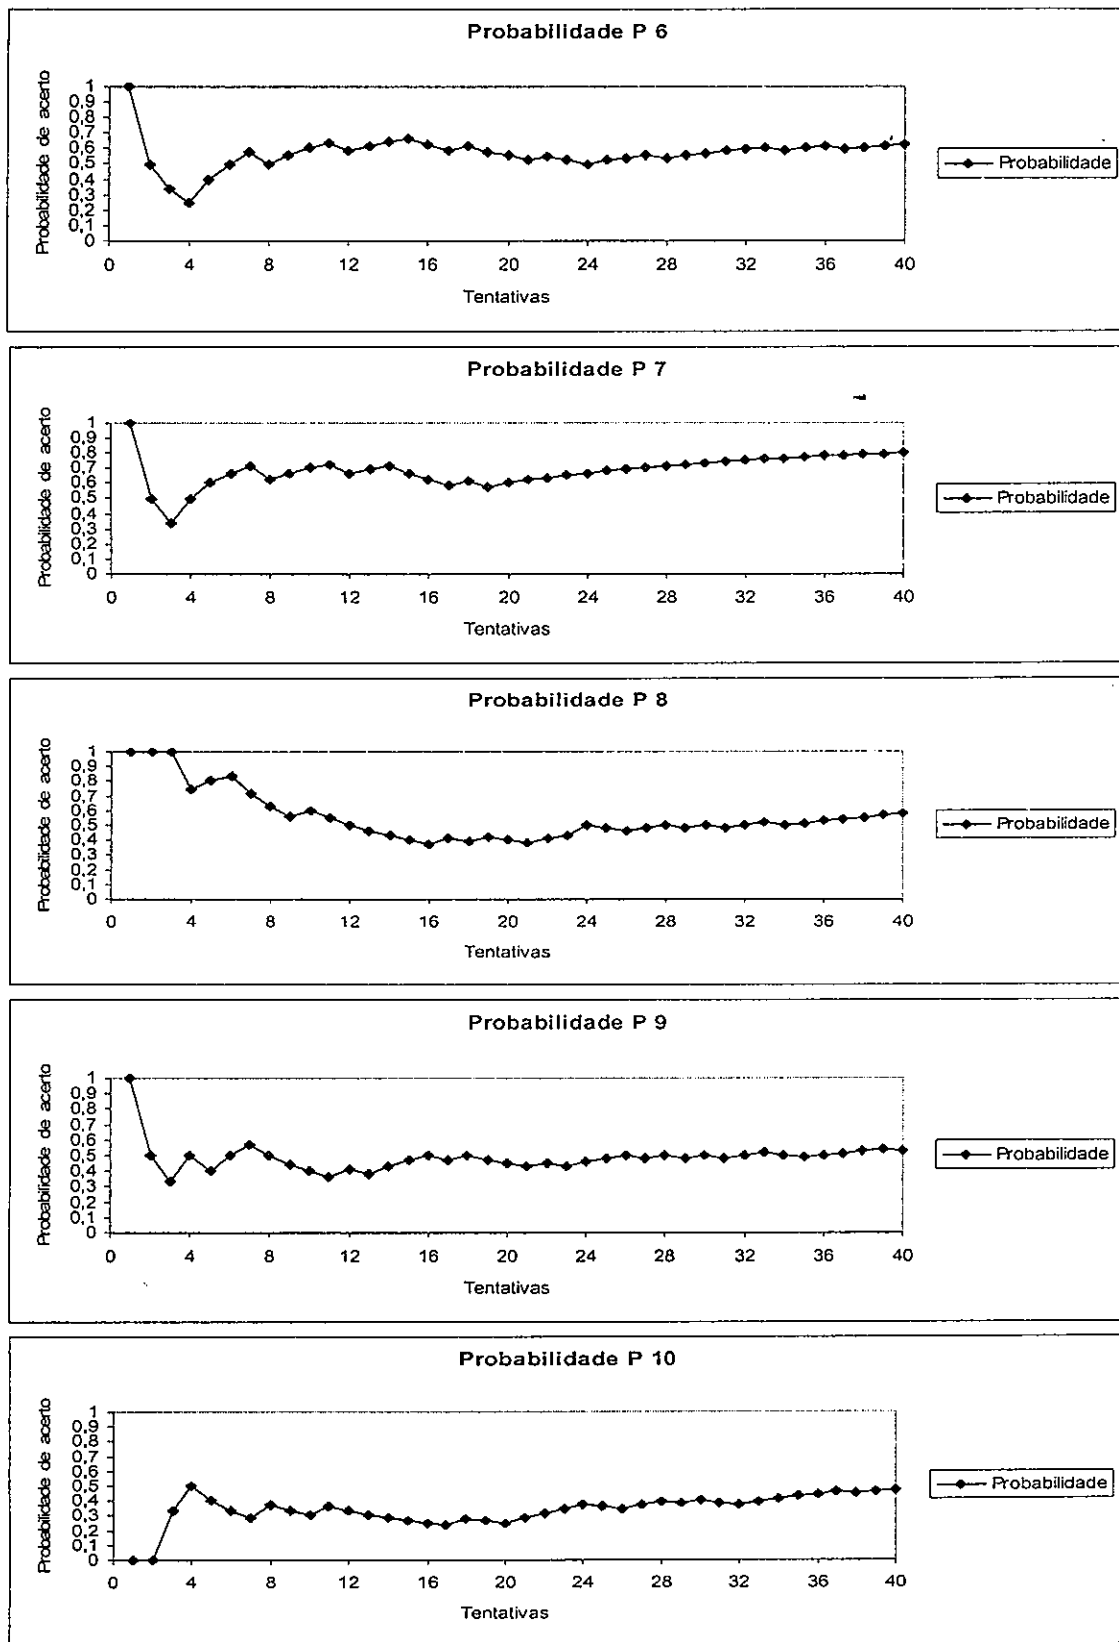 Probabilidade P 6
Probabilidade de acerto
1
0,9
0,8
0,7
0,6
0,5
0,4
0,3
0,2
0,1
0
0 4 8 12 16 20 24 28 32 36 40
Tentativas
Probabilidade
Probabilidade P 7
Probabilidade de acerto
1
0,9
0,8
0,7
0,6
0,5
0,4
0,3
0,2
0,1
0
0 4 8 12 16 20 24 28 32 36 40
Tentativas
Probabilidade
Probabilidade P 8
Probabilidade de acerto
1
0,9
0,8
0,7
0,6
0,5
0,4
0,3
0,2
0,1
0
0 4 8 12 16 20 24 28 32 36 40
Tentativas
Probabilidade
Probabilidade P 9
Probabilidade de acerto
1
0,9
0,8
0,7
0,6
0,5
0,4
0,3
0,2
0,1
0
0 4 8 12 16 20 24 28 32 36 40
Tentativas
Probabilidade
Probabilidade P 10
Probabilidade de acerto
1
0,9
0,8
0,7
0,6
0,5
0,4
0,3
0,2
0,1
0
0 4 8 12 16 20 24 28 32 36 40
Tentativas
Probabilidade